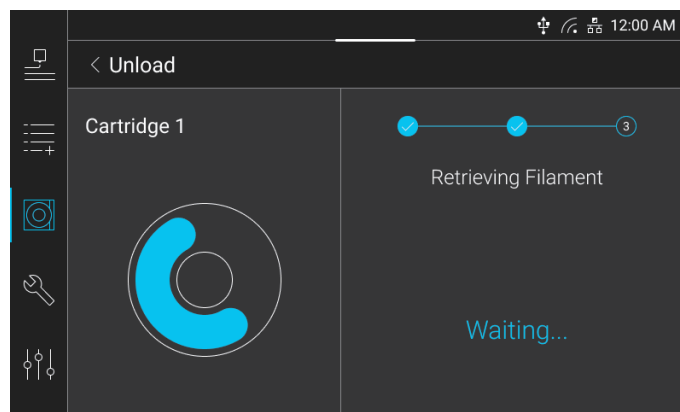 12:00 AM
< Unload
Cartridge 1
3
Retrieving Filament
Waiting...